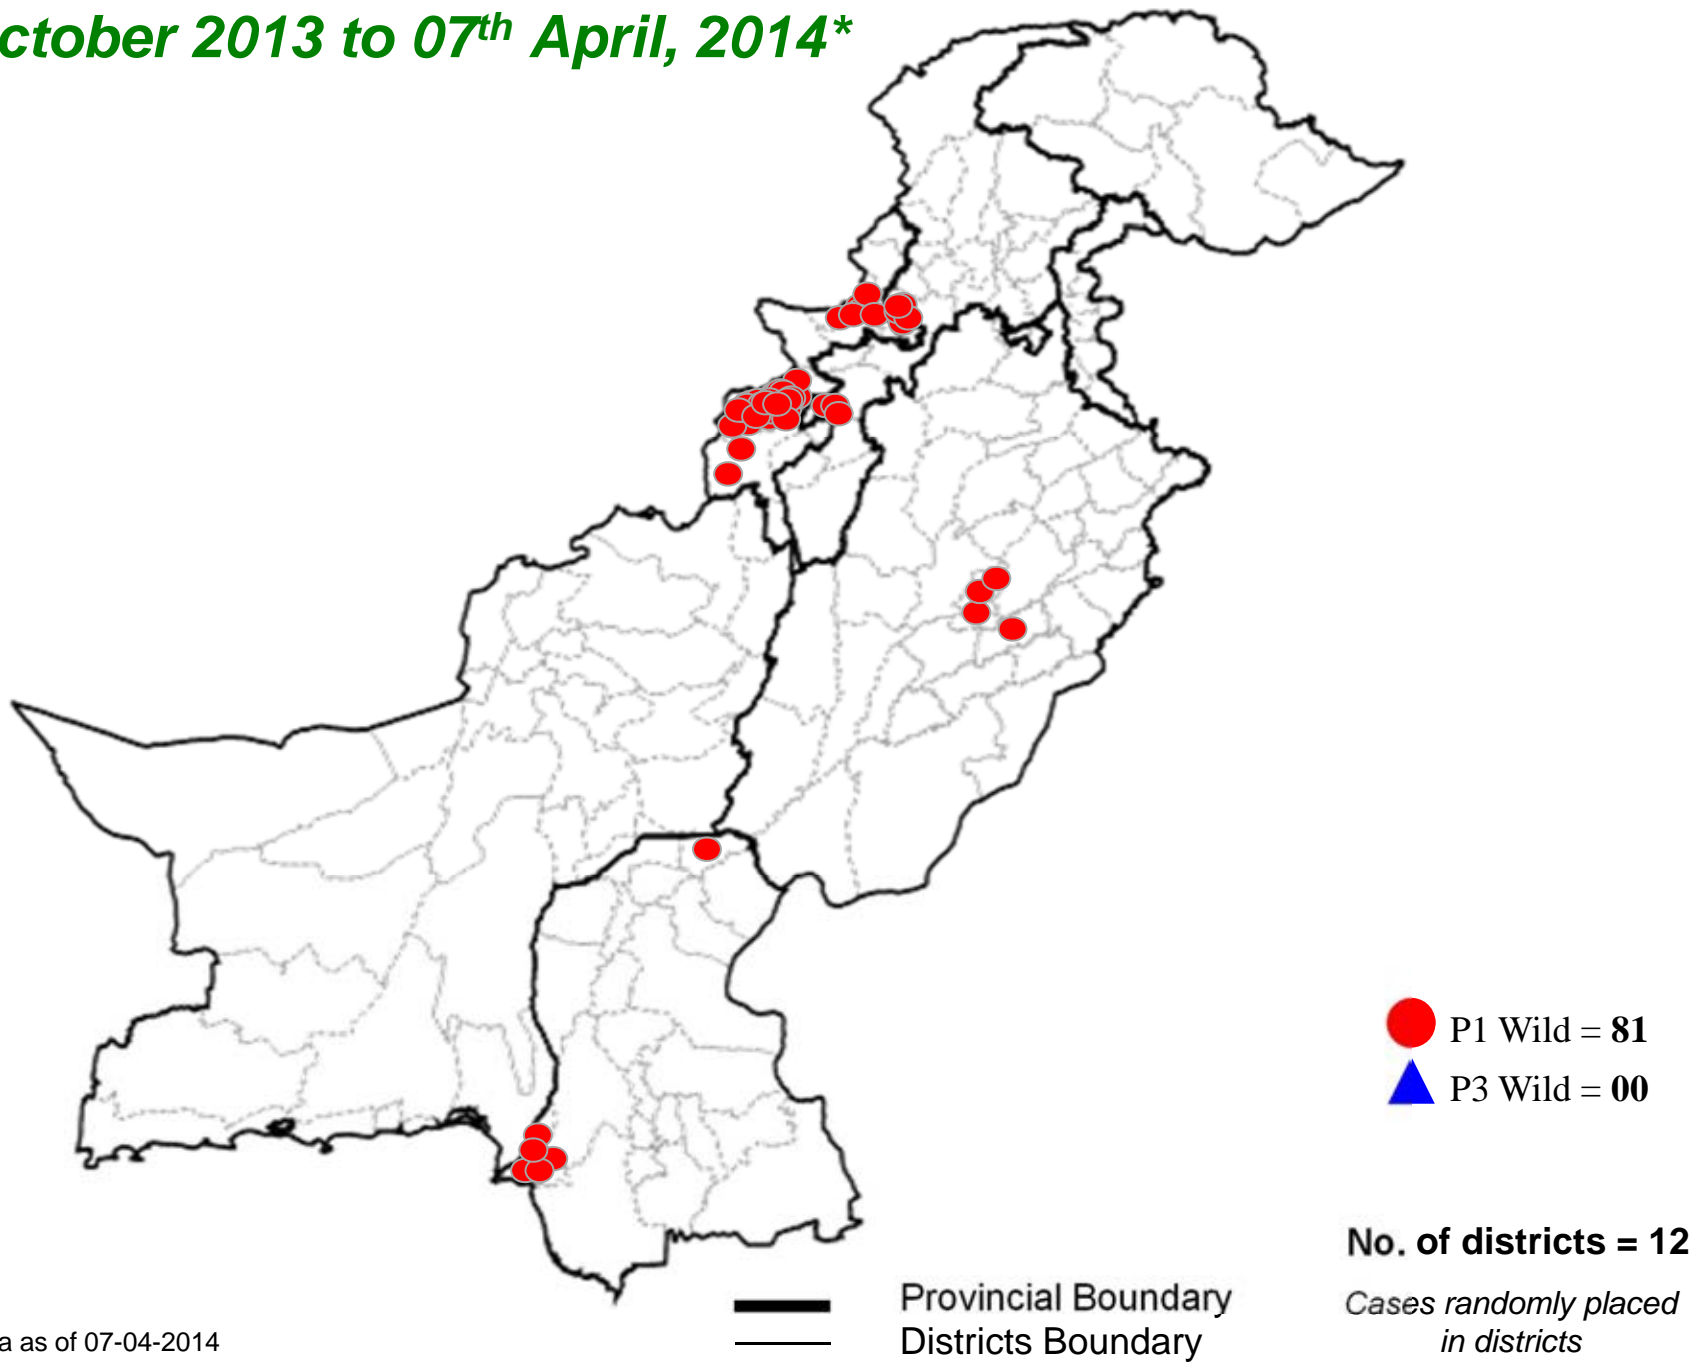 ctober 2013 to 07th April, 2014*
P1 Wild = 81
P3 Wild = 00
No. of districts = 12
Provincial Boundary
Districts Boundary
Cases randomly placed
in districts
a as of 07-04-2014